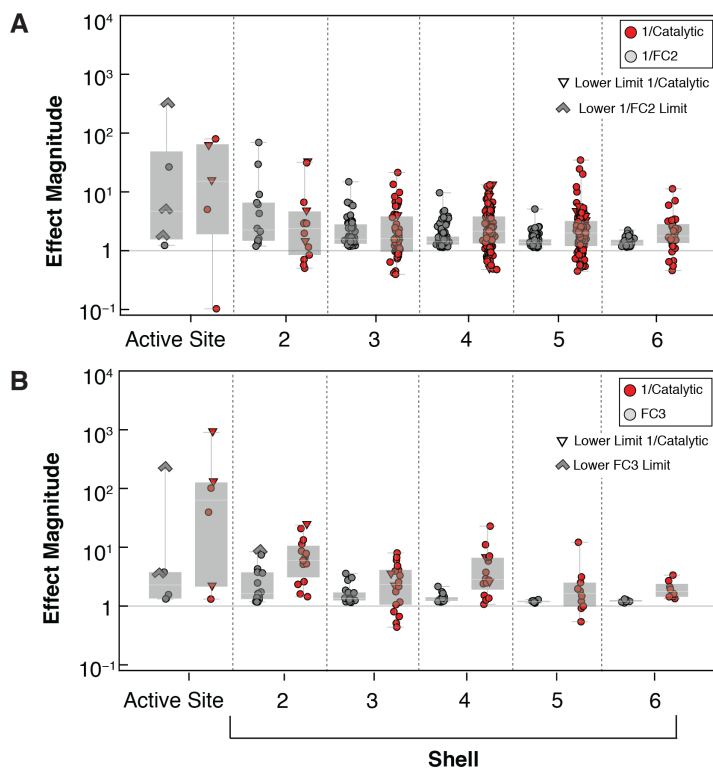 A
Effect Magnitude
10⁴
10³
10²
10
1
10⁻¹
1/Catalytic
1/FC2
Lower Limit 1/Catalytic
Lower 1/FC2 Limit
Active Site 2 3 4 5 6
B
Effect Magnitude
10⁴
10³
10²
10¹
1
10⁻¹
1/Catalytic
FC3
Lower Limit 1/Catalytic
Lower FC3 Limit
Active Site 2 3 4 5 6
Shell